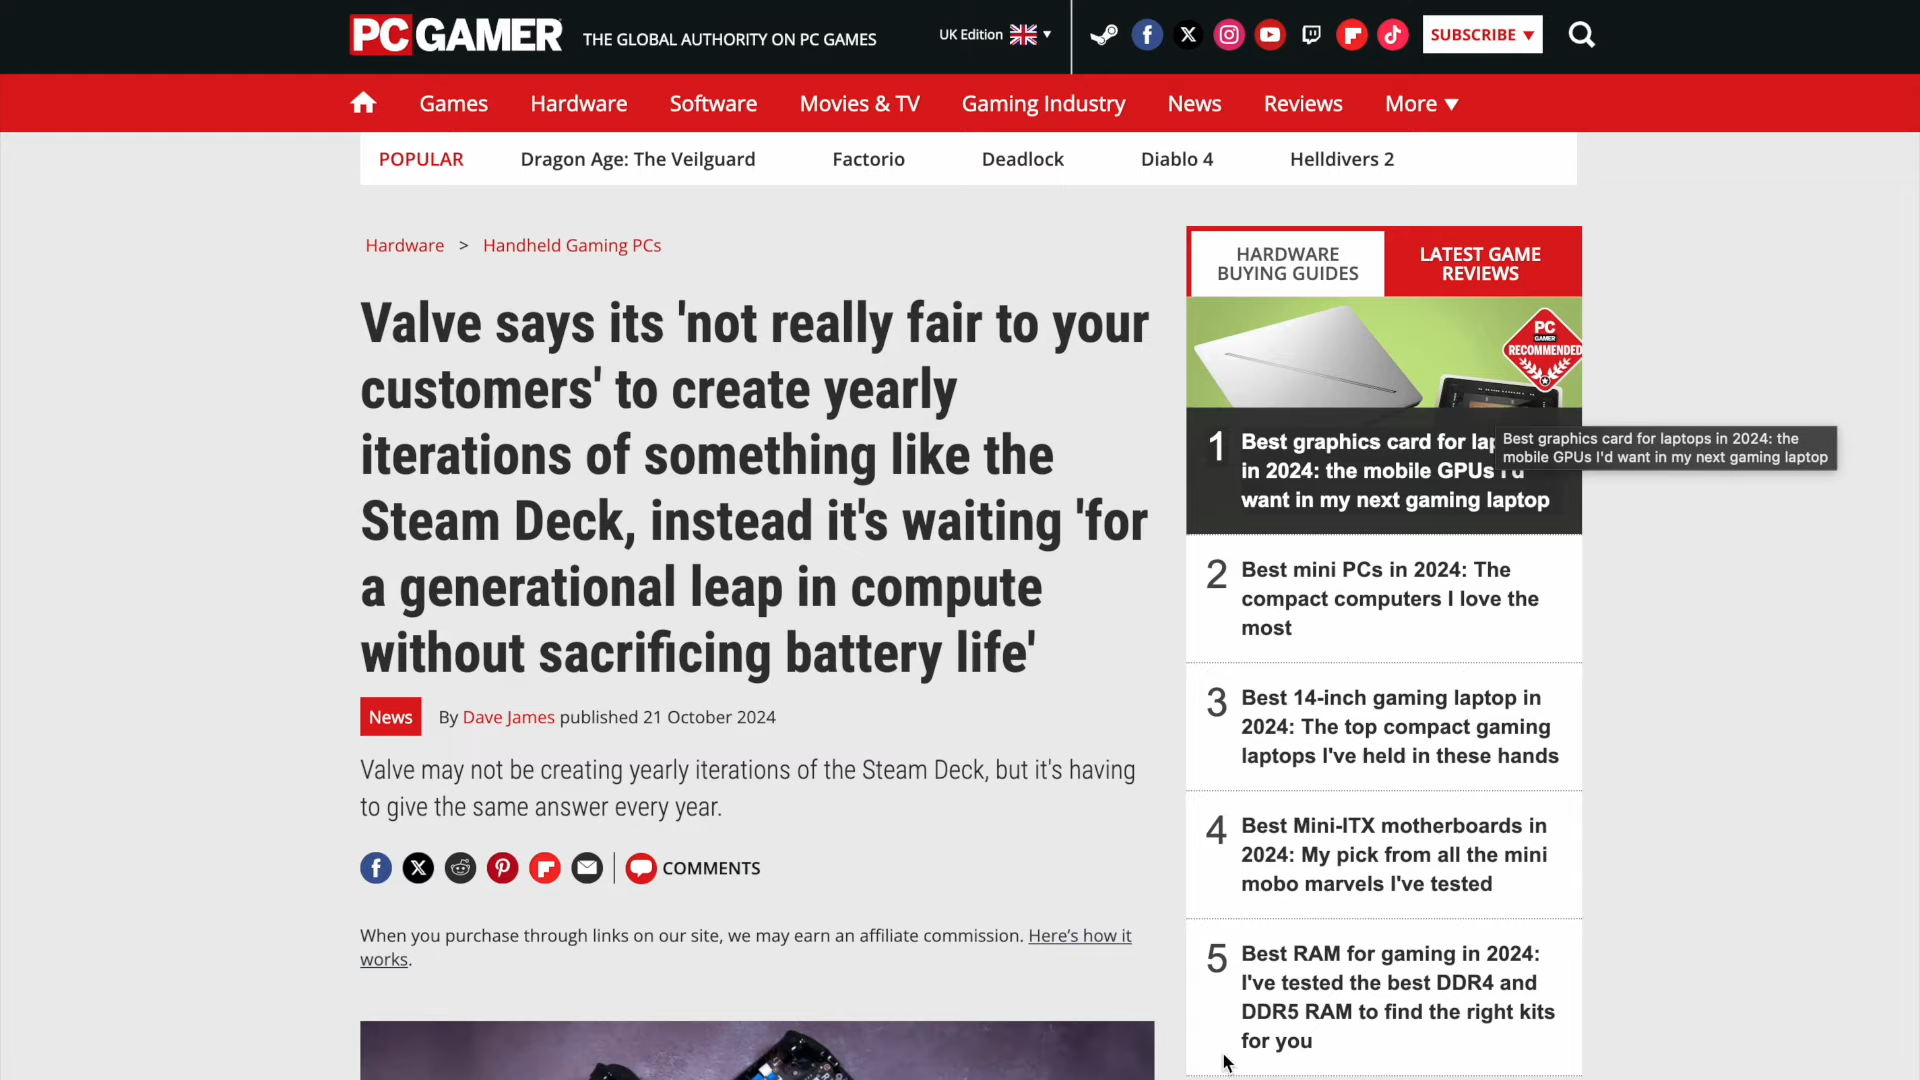 PC GAMER THE GLOBAL AUTHORITY ON PC GAMES UK Edition SUBSCRIBE
Games Hardware Software Movies & TV Gaming Industry News Reviews More
POPULAR Dragon Age: The Veilguard Factorio Deadlock Diablo 4 Helldivers 2
Hardware > Handheld Gaming PCs
Valve says its 'not really fair to your
customers' to create yearly
iterations of something like the
Steam Deck, instead it's waiting 'for
a generational leap in compute
without sacrificing battery life'
News By Dave James published 21 October 2024
Valve may not be creating yearly iterations of the Steam Deck, but it's having
to give the same answer every year.
COMMENTS
When you purchase through links on our site, we may earn an affiliate commission. Here's how it
works.
HARDWARE
BUYING GUIDES
LATEST GAME
REVIEWS
PC
GAMER
RECOMMENDED
1 Best graphics card for lap
in 2024: the mobile GPUs I'd
want in my next gaming laptop
Best graphics card for laptops in 2024: the
mobile GPUs I'd want in my next gaming laptop
2 Best mini PCs in 2024: The
compact computers I love the
most
3 Best 14-inch gaming laptop in
2024: The top compact gaming
laptops I've held in these hands
4 Best Mini-ITX motherboards in
2024: My pick from all the mini
mobo marvels I've tested
5 Best RAM for gaming in 2024:
I've tested the best DDR4 and
DDR5 RAM to find the right kits
for you